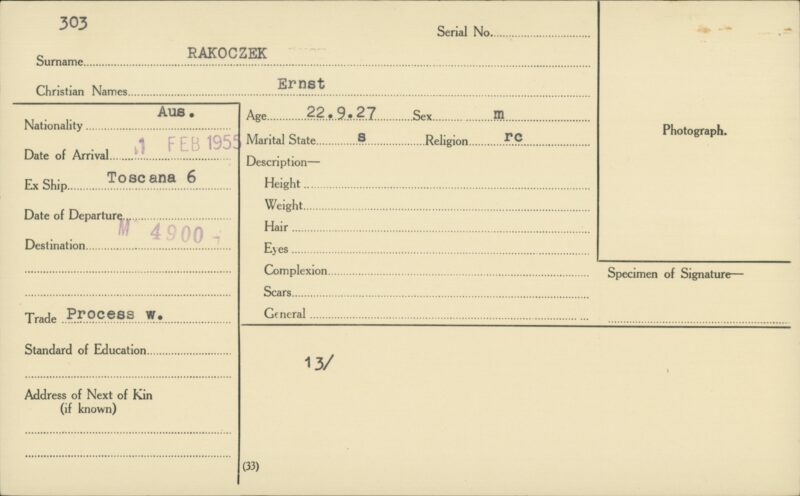 303
Serial No.
Surname RAKOCZEK
Christian Names Ernst
Nationality Aus.
Date of Arrival 1 FEB 1955
Ex Ship Toscana 6
Date of Departure
M 4900
Destination
Trade Process w.
Standard of Education
Address of Next of Kin
(if known)
Age 22.9.27 Sex m
Marital State s Religion rc
Description—
Height
Weight
Hair
Eyes
Complexion
Scars
General
Photograph.
Specimen of Signature—
13/
(33)